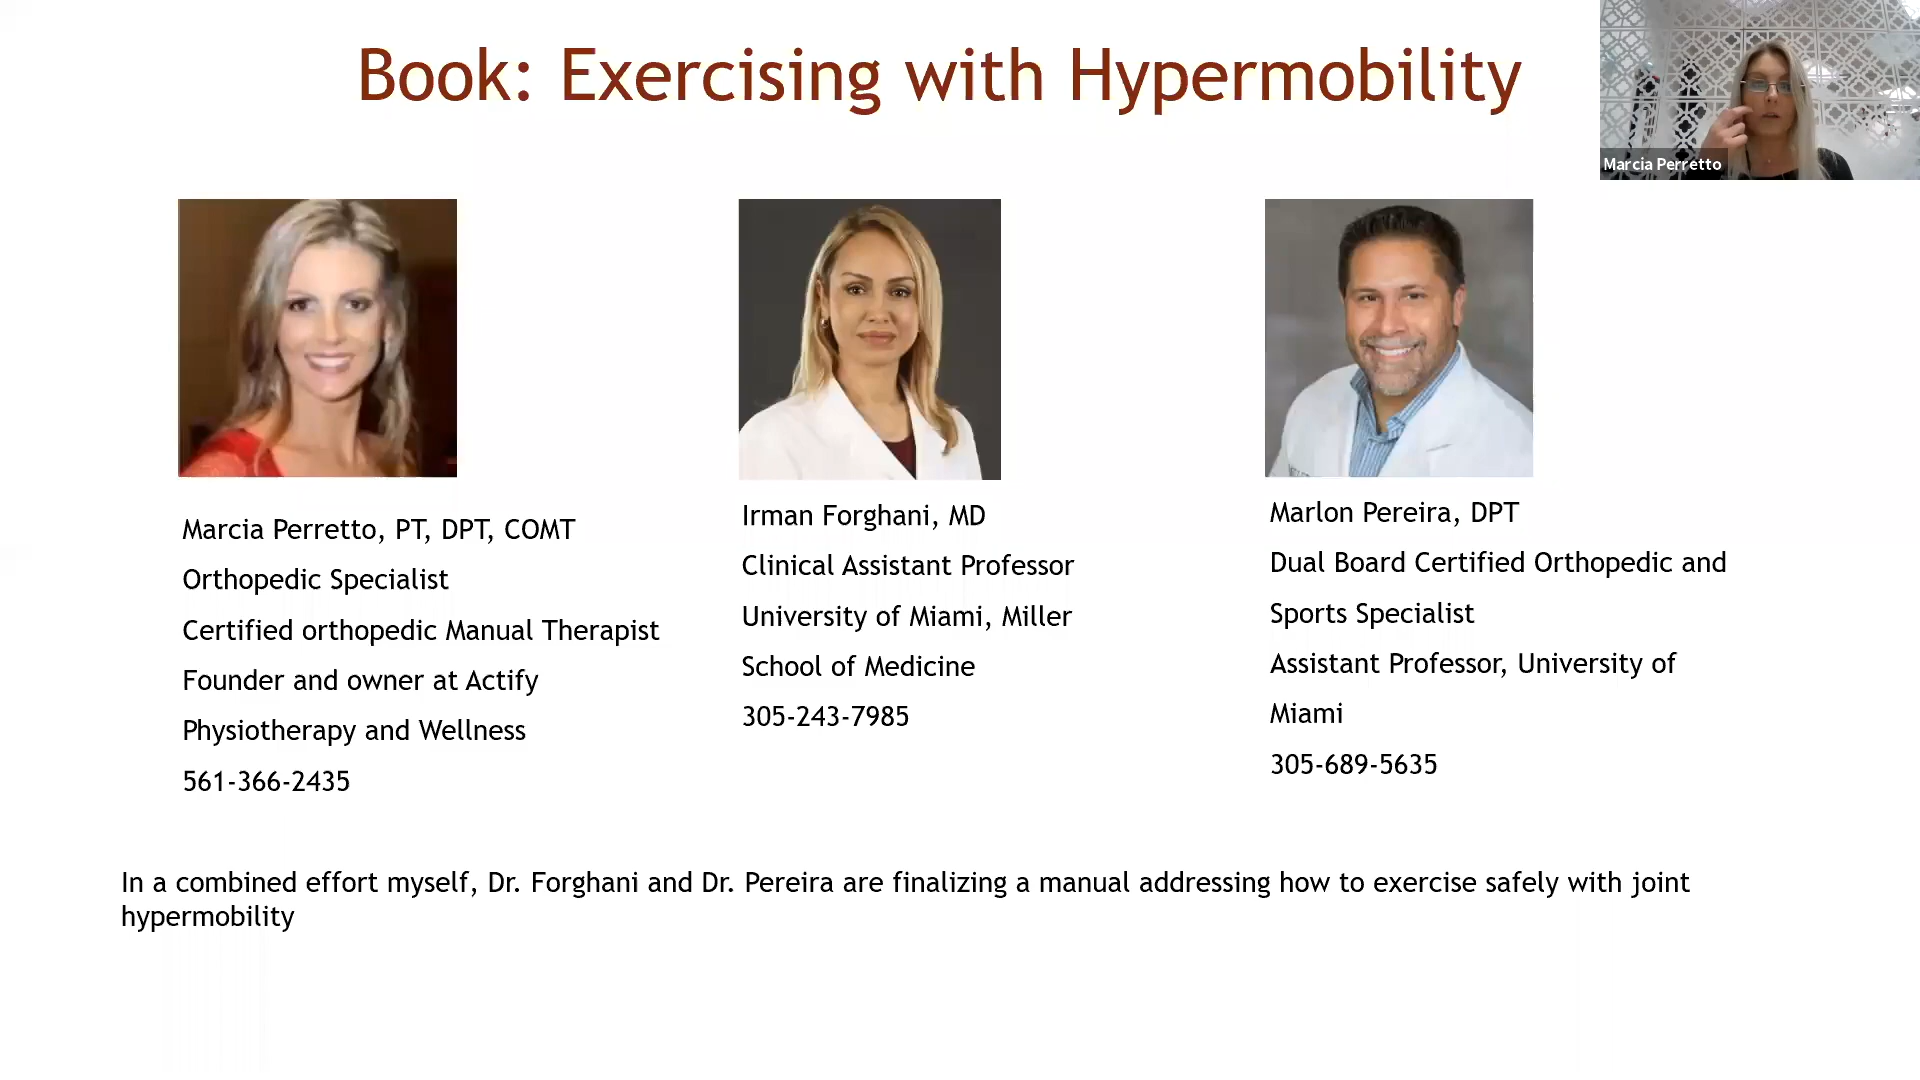 Book: Exercising with Hypermobility
Marcia Perretto
Marcia Perretto, PT, DPT, COMT
Orthopedic Specialist
Certified orthopedic Manual Therapist
Founder and owner at Actify
Physiotherapy and Wellness
561-366-2435
Irman Forghani, MD
Clinical Assistant Professor
University of Miami, Miller
School of Medicine
305-243-7985
Marlon Pereira, DPT
Dual Board Certified Orthopedic and
Sports Specialist
Assistant Professor, University of
Miami
305-689-5635
In a combined effort myself, Dr. Forghani and Dr. Pereira are finalizing a manual addressing how to exercise safely with joint
hypermobility